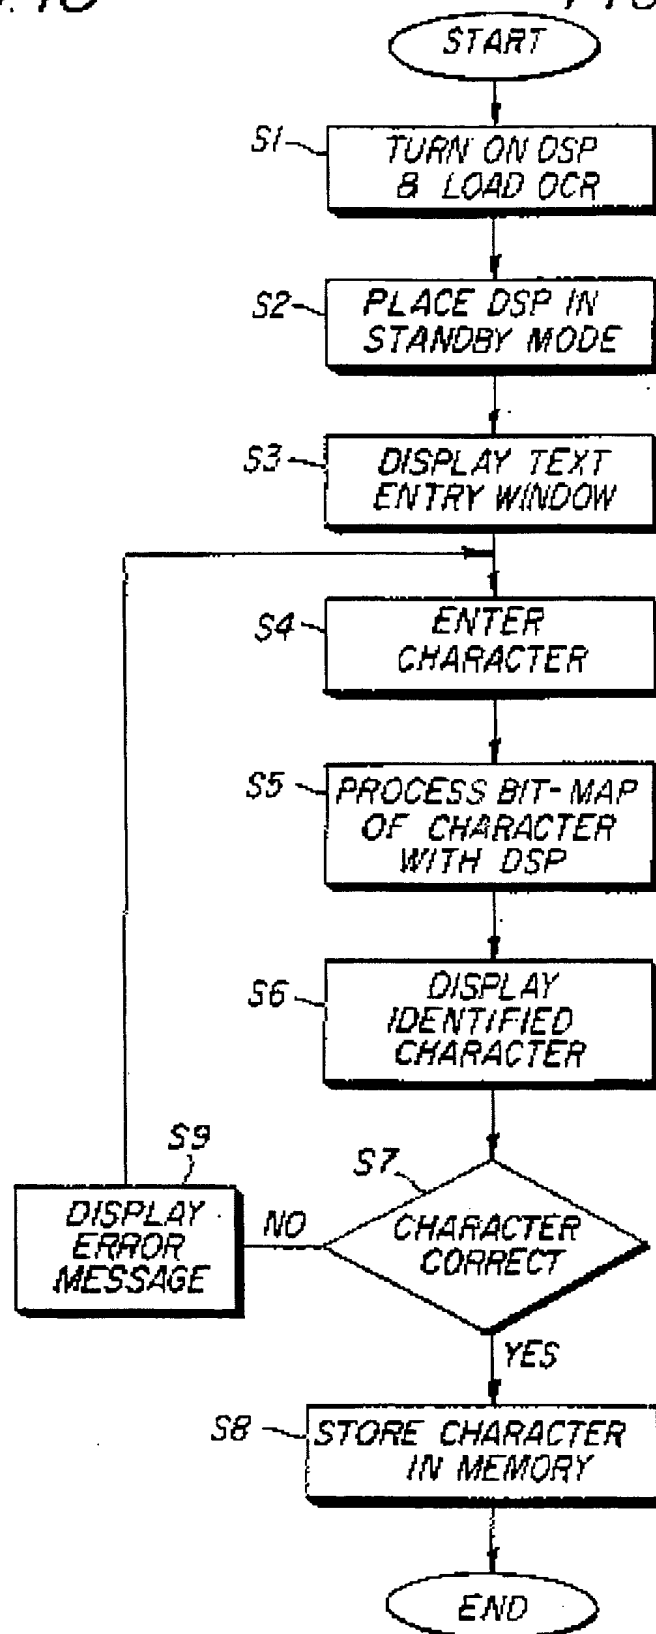 START
S1
TURN ON DSP
& LOAD OCR
S2
PLACE DSP IN
STANDBY MODE
S3
DISPLAY TEXT
ENTRY WINDOW
S4
ENTER
CHARACTER
S5
PROCESS BIT-MAP
OF CHARACTER
WITH DSP
S6
DISPLAY
IDENTIFIED
CHARACTER
S7
CHARACTER
CORRECT
NO
S9
DISPLAY
ERROR
MESSAGE
YES
S8
STORE CHARACTER
IN MEMORY
END